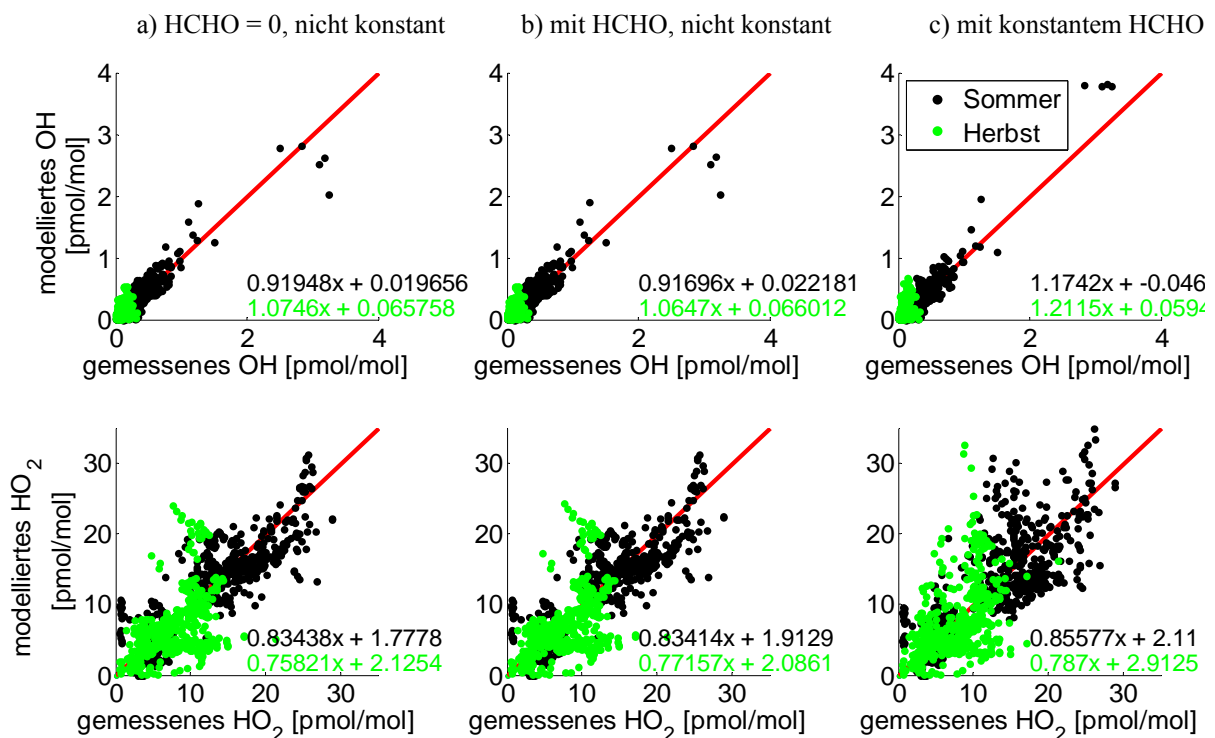 a) HCHO = 0, nicht konstant
b) mit HCHO, nicht konstant
c) mit konstantem HCHO
modelliertes OH
[pmol/mol]
4
3
2
1
0
0.91948x + 0.019656
1.0746x + 0.065758
0 2 4
gemessenes OH [pmol/mol]
4
3
2
1
0
0.91696x + 0.022181
1.0647x + 0.066012
0 2 4
gemessenes OH [pmol/mol]
4
3
2
1
0
Sommer
Herbst
1.1742x + -0.046
1.2115x + 0.0594
0 2 4
gemessenes OH [pmol/mol]
modelliertes HO2
[pmol/mol]
30
20
10
0
0.83438x + 1.7778
0.75821x + 2.1254
0 10 20 30
gemessenes HO2 [pmol/mol]
30
20
10
0
0.83414x + 1.9129
0.77157x + 2.0861
0 10 20 30
gemessenes HO2 [pmol/mol]
30
20
10
0
0.85577x + 2.11
0.787x + 2.9125
0 10 20 30
gemessenes HO2 [pmol/mol]